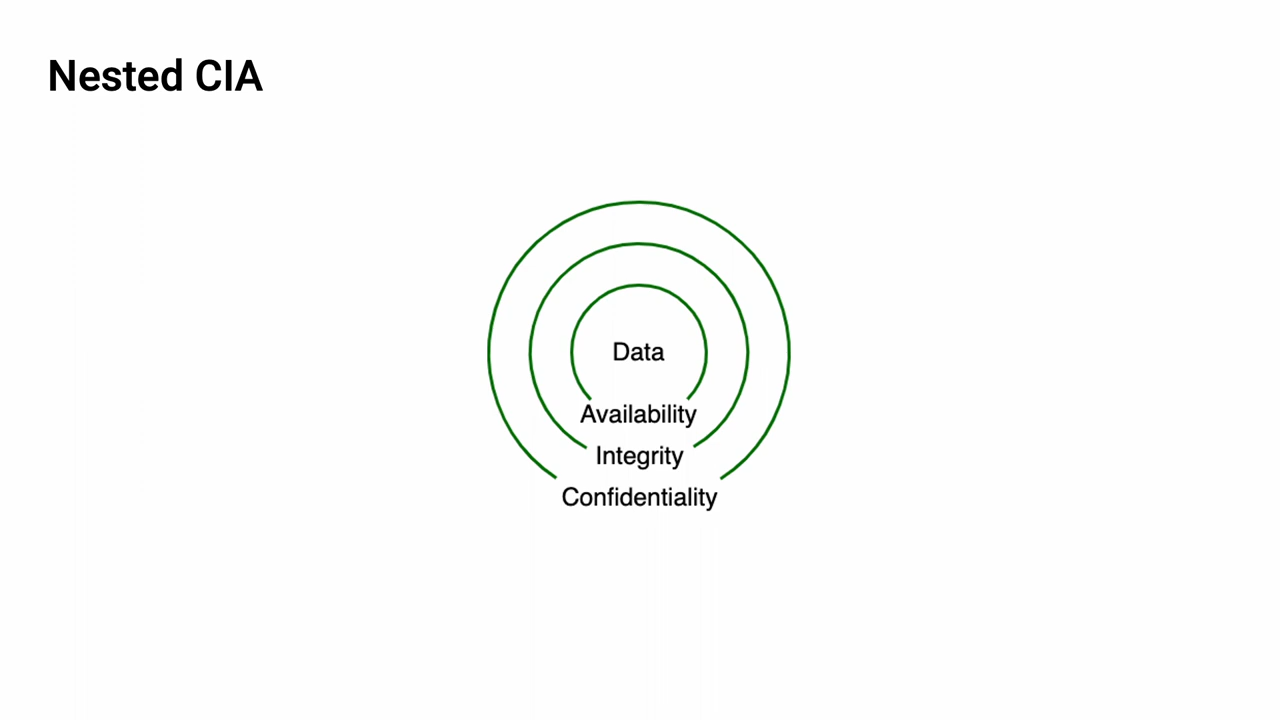 Nested CIA
Data
Availability
Integrity
Confidentiality